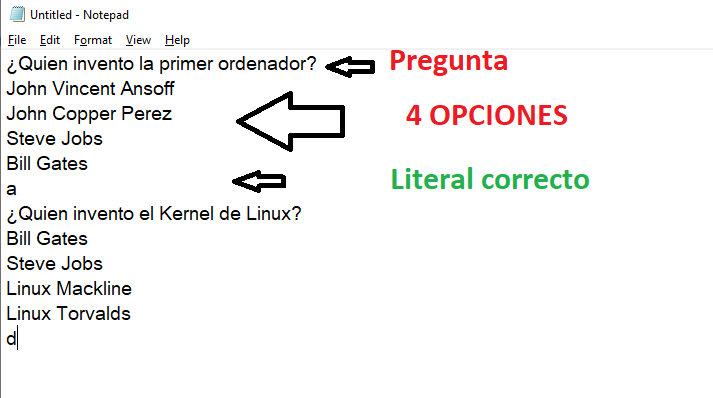 Untitled - Notepad
File Edit Format View Help
¿Quien invento la primer ordenador?
Pregunta
John Vincent Ansoff
John Copper Perez
4 OPCIONES
Steve Jobs
Bill Gates
a
Literal correcto
¿Quien invento el Kernel de Linux?
Bill Gates
Steve Jobs
Linux Mackline
Linux Torvalds
d